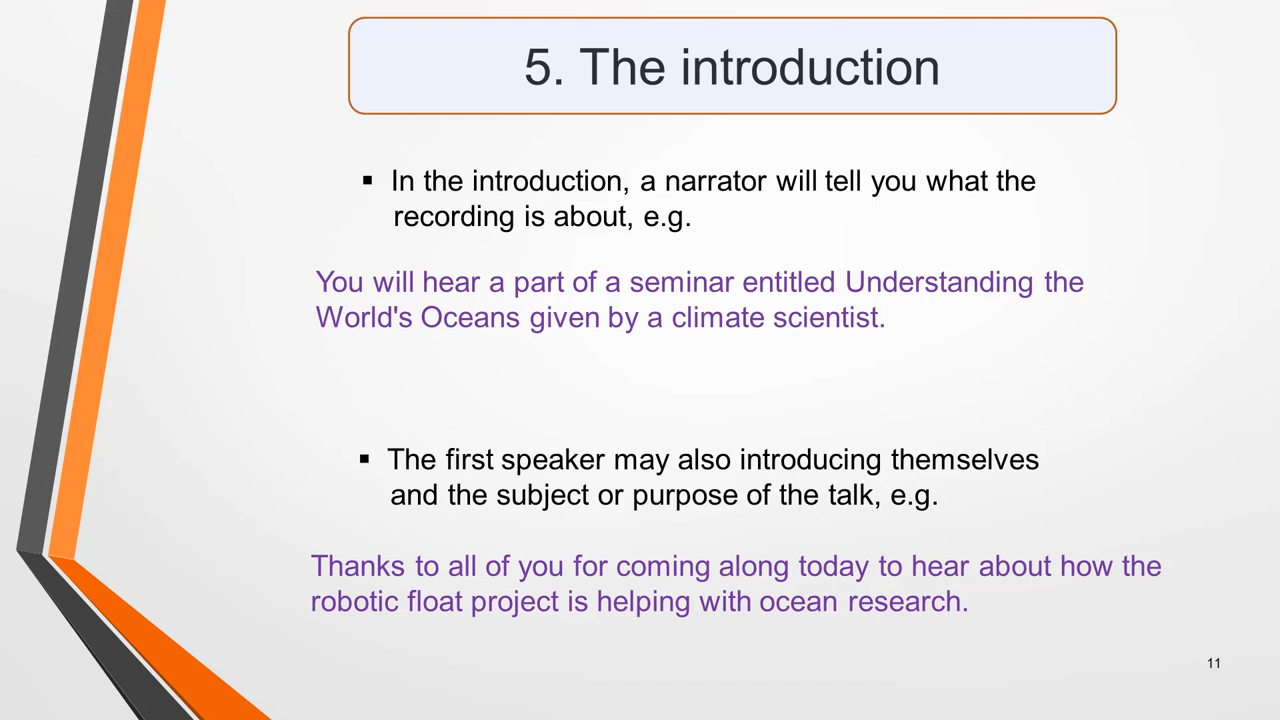 5. The introduction
▪ In the introduction, a narrator will tell you what the
recording is about, e.g.
You will hear a part of a seminar entitled Understanding the
World's Oceans given by a climate scientist.
▪ The first speaker may also introducing themselves
and the subject or purpose of the talk, e.g.
Thanks to all of you for coming along today to hear about how the
robotic float project is helping with ocean research.
11